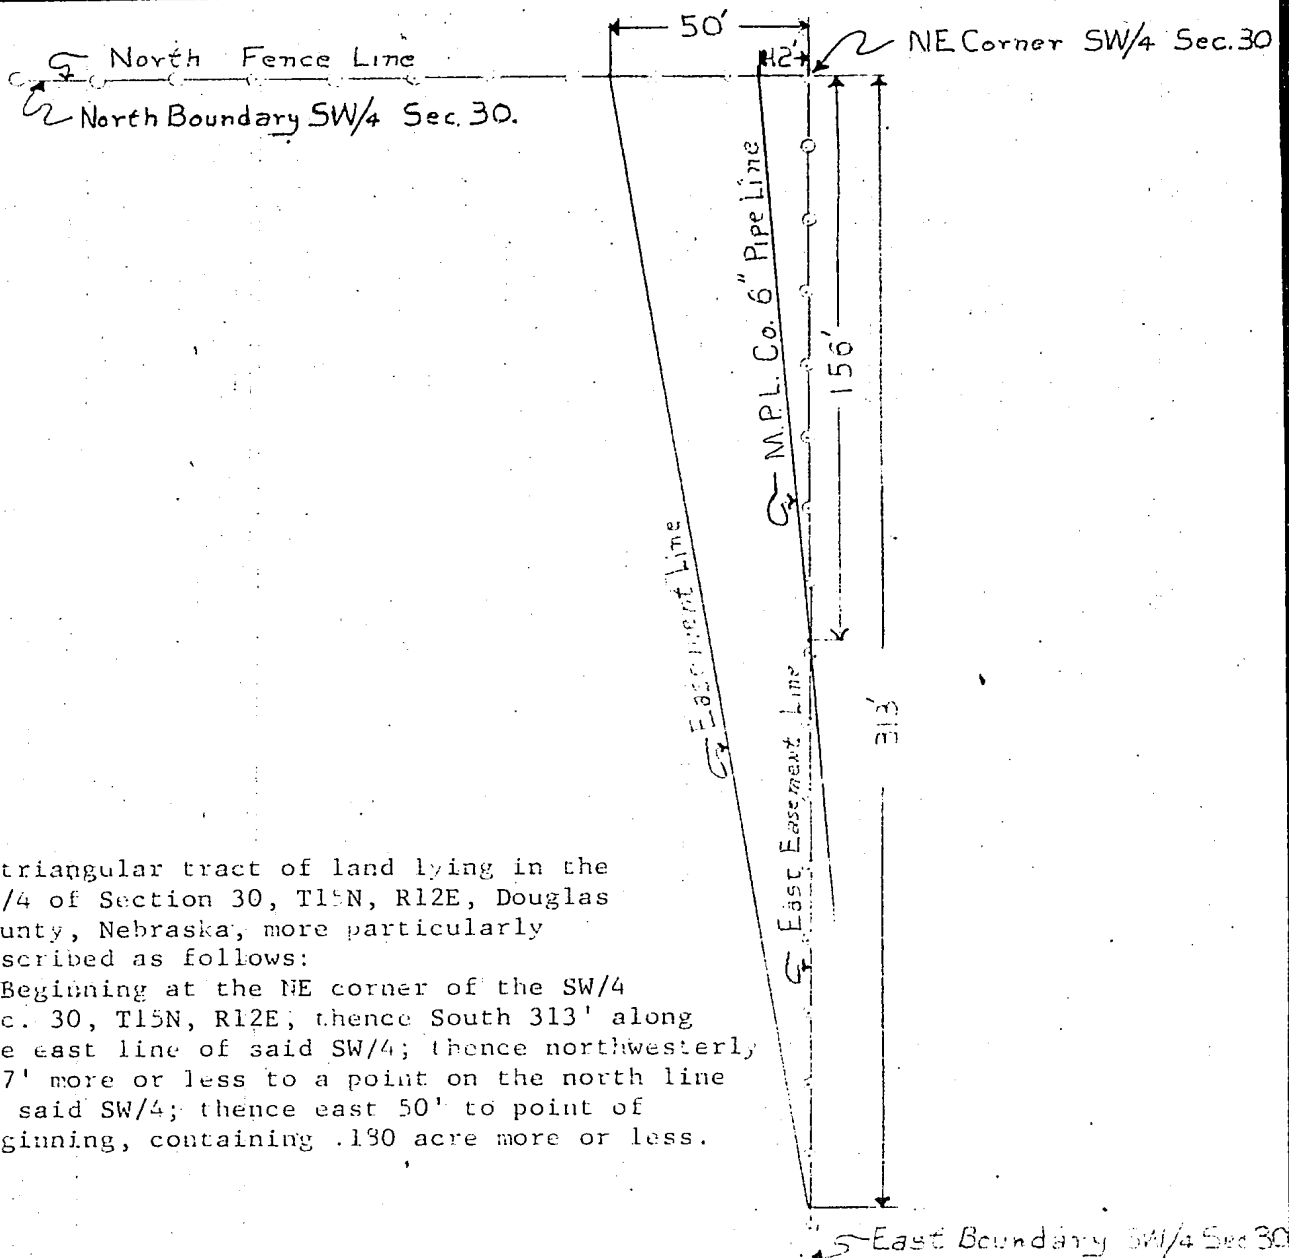 50'
12'
NE Corner SW/4 Sec. 30
North Fence Line
North Boundary SW/4 Sec. 30.
M.P.L. Co. 6" Pipe Line
156'
Easement Line
East Easement Line
313'
triangular tract of land lying in the
/4 of Section 30, T15N, R12E, Douglas
unty, Nebraska, more particularly
scribed as follows:
Beginning at the NE corner of the SW/4
c. 30, T15N, R12E; thence South 313' along
e east line of said SW/4; thence northwesterly
7' more or less to a point on the north line
said SW/4; thence east 50' to point of
ginning, containing .180 acre more or less.
East Boundary SW/4 Sec 30